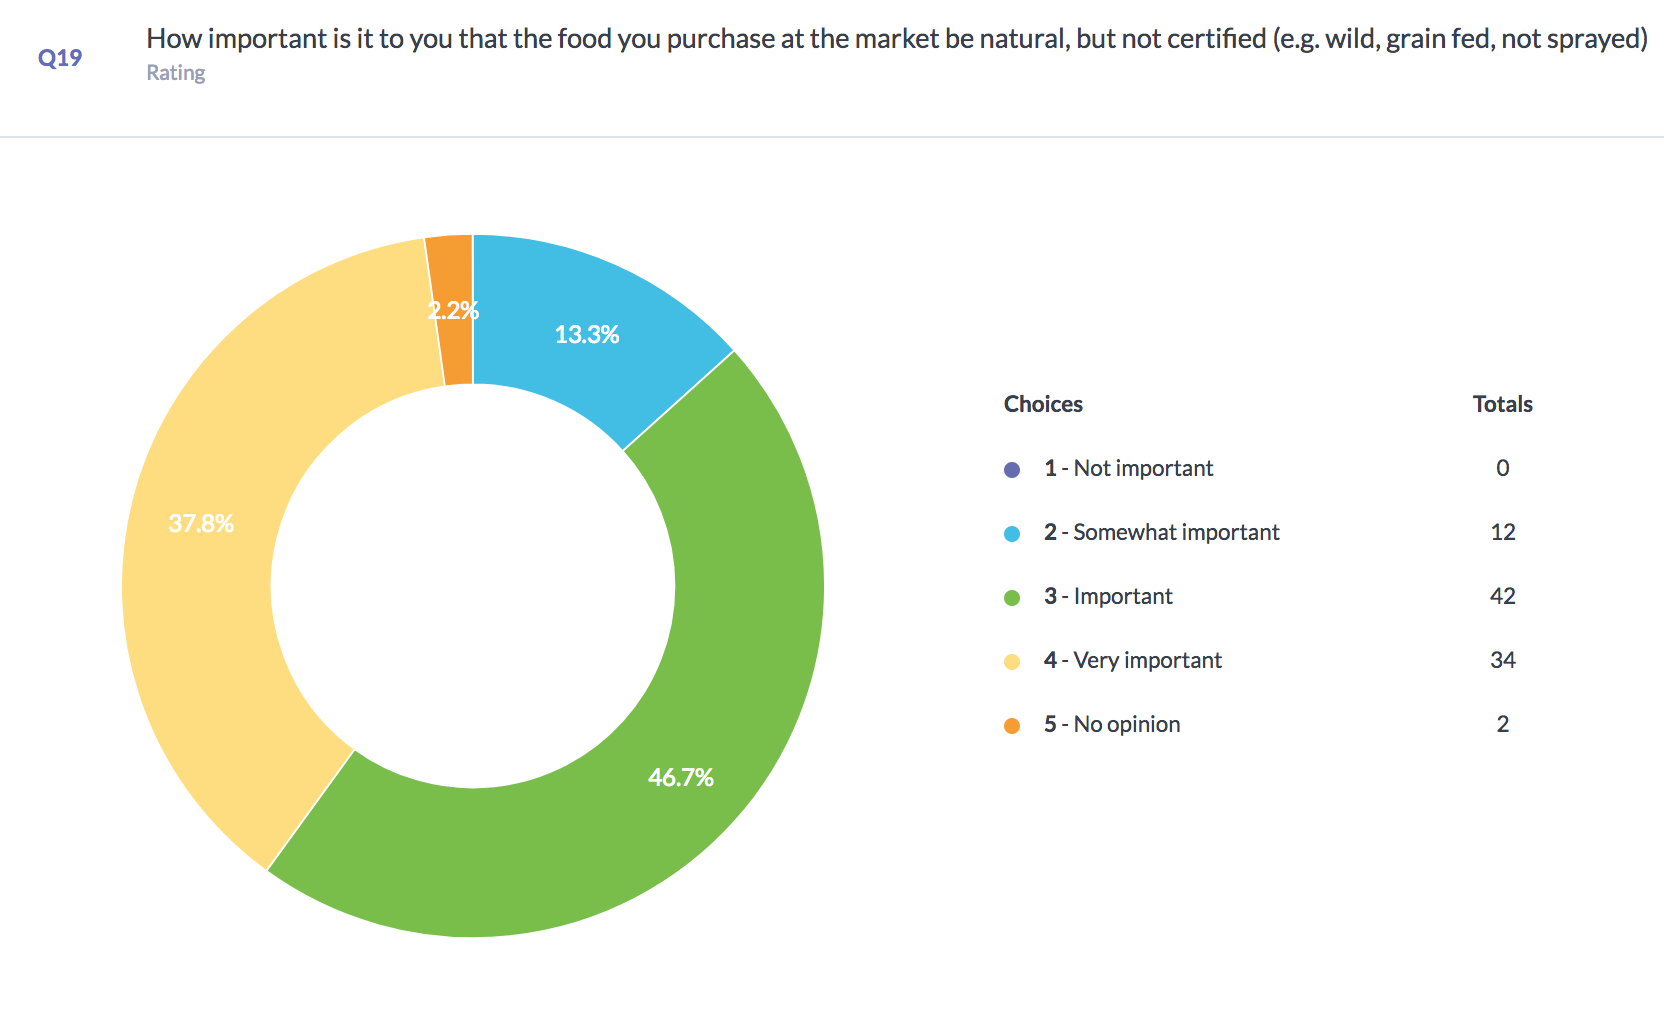 Q19
How important is it to you that the food you purchase at the market be natural, but not certified (e.g. wild, grain fed, not sprayed)
Rating
2.2%
13.3%
37.8%
46.7%
Choices Totals
1 - Not important 0
2 - Somewhat important 12
3 - Important 42
4 - Very important 34
5 - No opinion 2